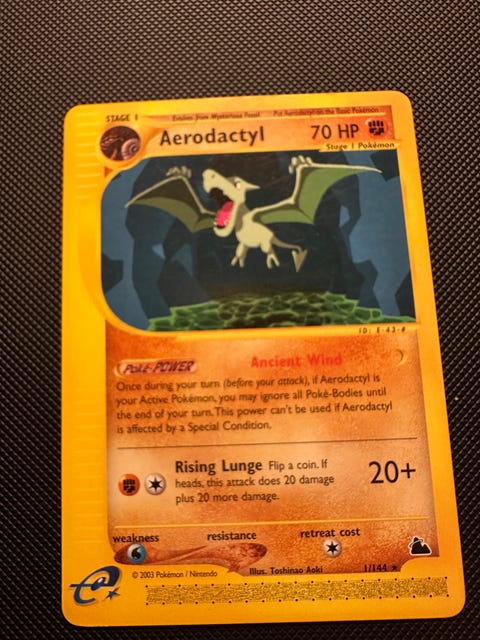 STAGE 1
Evolves from Mysterious Fossil
Put Aerodactyl on the Basic Pokémon
Aerodactyl 70 HP
Stage 1 Pokémon
ID: E-43-#
POKé-POWER Ancient Wind
Once during your turn (before your attack), if Aerodactyl is
your Active Pokémon, you may ignore all Poké-Bodies until
the end of your turn. This power can't be used if Aerodactyl
is affected by a Special Condition.
Rising Lunge Flip a coin. If
heads, this attack does 20 damage
plus 20 more damage.
20+
weakness resistance retreat cost
Illus. Toshinao Aoki
© 2003 Pokémon / Nintendo
1/144 ★
e